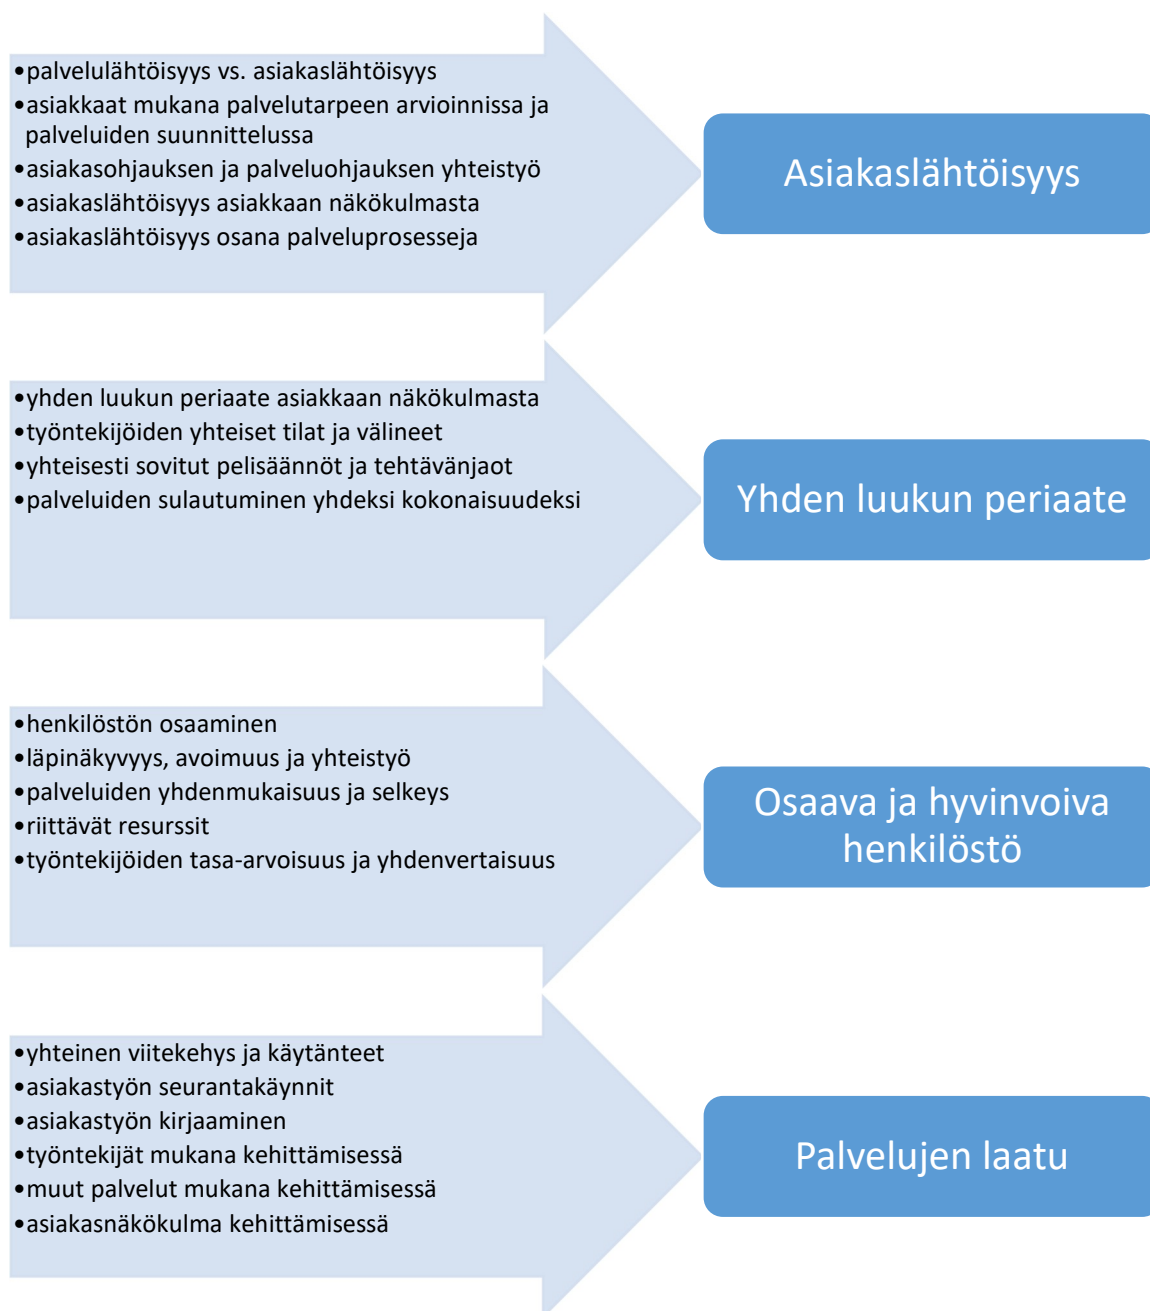 •palvelulähtöisyys vs. asiakaslähtöisyys
•asiakkaat mukana palvelutarpeen arvioinnissa ja
palveluiden suunnittelussa
•asiakasohjauksen ja palveluohjauksen yhteistyö
•asiakaslähtöisyys asiakkaan näkökulmasta
•asiakaslähtöisyys osana palveluprosesseja
Asiakaslähtöisyys
•yhden luukun periaate asiakkaan näkökulmasta
•työntekijöiden yhteiset tilat ja välineet
•yhteisesti sovitut pelisäännöt ja tehtävänjaot
•palveluiden sulautuminen yhdeksi kokonaisuudeksi
Yhden luukun periaate
•henkilöstön osaaminen
•läpinäkyvyys, avoimuus ja yhteistyö
•palveluiden yhdenmukaisuus ja selkeys
•riittävät resurssit
•työntekijöiden tasa-arvoisuus ja yhdenvertaisuus
Osaava ja hyvinvoiva
henkilöstö
•yhteinen viitekehys ja käytänteet
•asiakastyön seurantakäynnit
•asiakastyön kirjaaminen
•työntekijät mukana kehittämisessä
•muut palvelut mukana kehittämisessä
•asiakasnäkökulma kehittämisessä
Palvelujen laatu